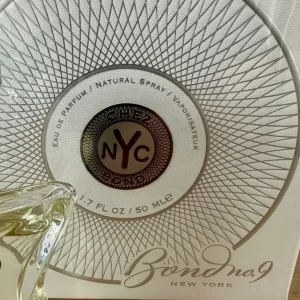 EAU DE PARFUM / NATURAL SPRAY / VAPORISATEUR
CHEZ
NYC
BOND
1.7 FL OZ / 50 ML e
Bond no.9
NEW YORK